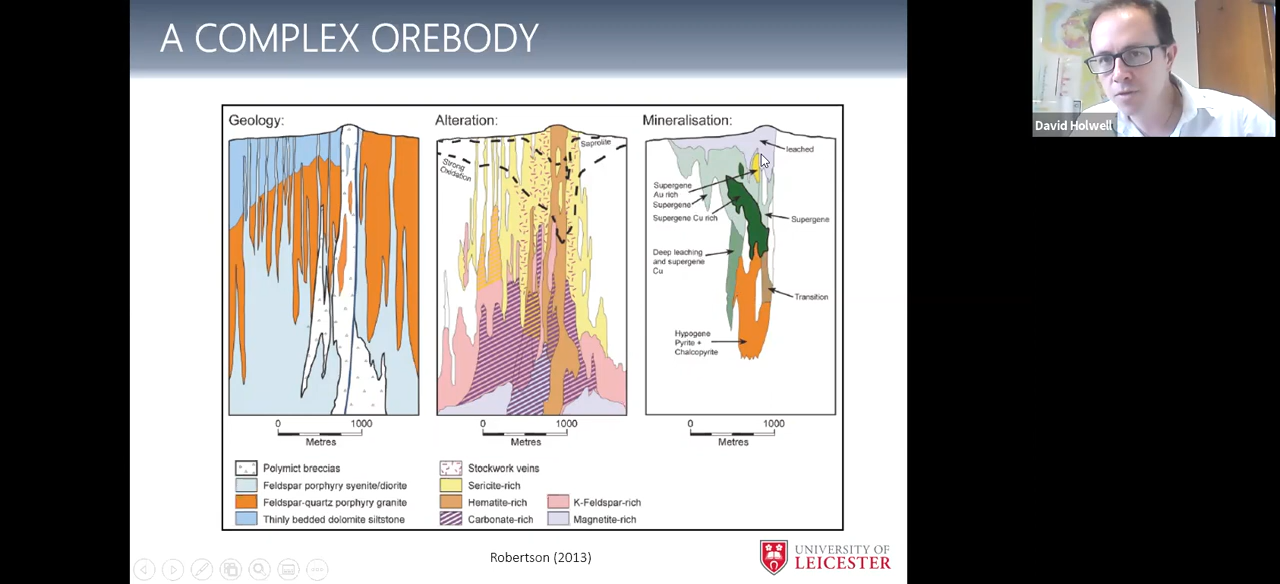 A COMPLEX OREBODY
David Holwell
Geology:
Alteration:
Mineralisation:
Saprolite
Strong
Oxidation
leached
Supergene
Au rich
Supergene
Supergene Cu rich
Supergene
Deep leaching
and supergene
Cu
Transition
Hypogene
Pyrite +
Chalcopyrite
0 1000
Metres
0 1000
Metres
0 1000
Metres
Polymict breccias
Feldspar porphyry syenite/diorite
Feldspar-quartz porphyry granite
Thinly bedded dolomite siltstone
Stockwork veins
Sericite-rich
Hematite-rich
Carbonate-rich
K-Feldspar-rich
Magnetite-rich
Robertson (2013)
UNIVERSITY OF
LEICESTER